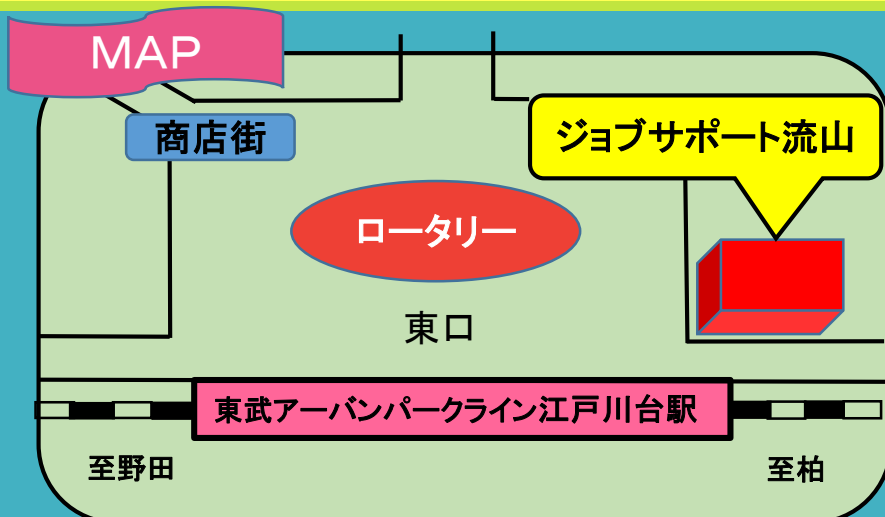 MAP
商店街
ジョブサポート流山
ロータリー
東口
東武アーバンパークライン江戸川台駅
至野田
至柏